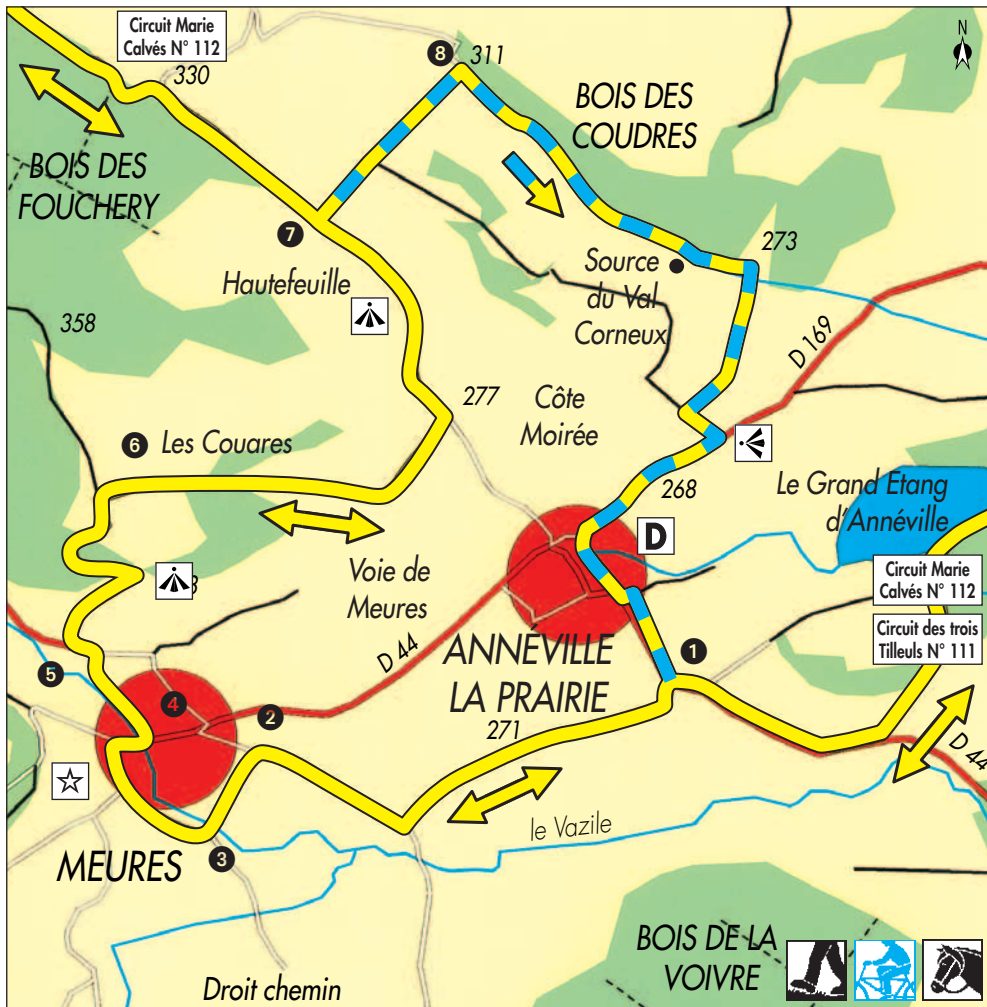 Circuit Marie
Calvés N° 112
330
8
311
N
BOIS DES
COUDRES
BOIS DES
FOUCHERY
7
Hautefeuille
Source
du Val
Corneux
273
358
D 169
277
Côte
Moirée
6
Les Couares
268
Le Grand Etang
d'Annéville
D
Voie de
Meures
Circuit Marie
Calvés N° 112
Circuit des trois
Tilleuls N° 111
D 44
ANNÉVILLE
LA PRAIRIE
1
5
4
2
271
D 44
le Vazile
3
MEURES
BOIS DE LA
VOIVRE
Droit chemin